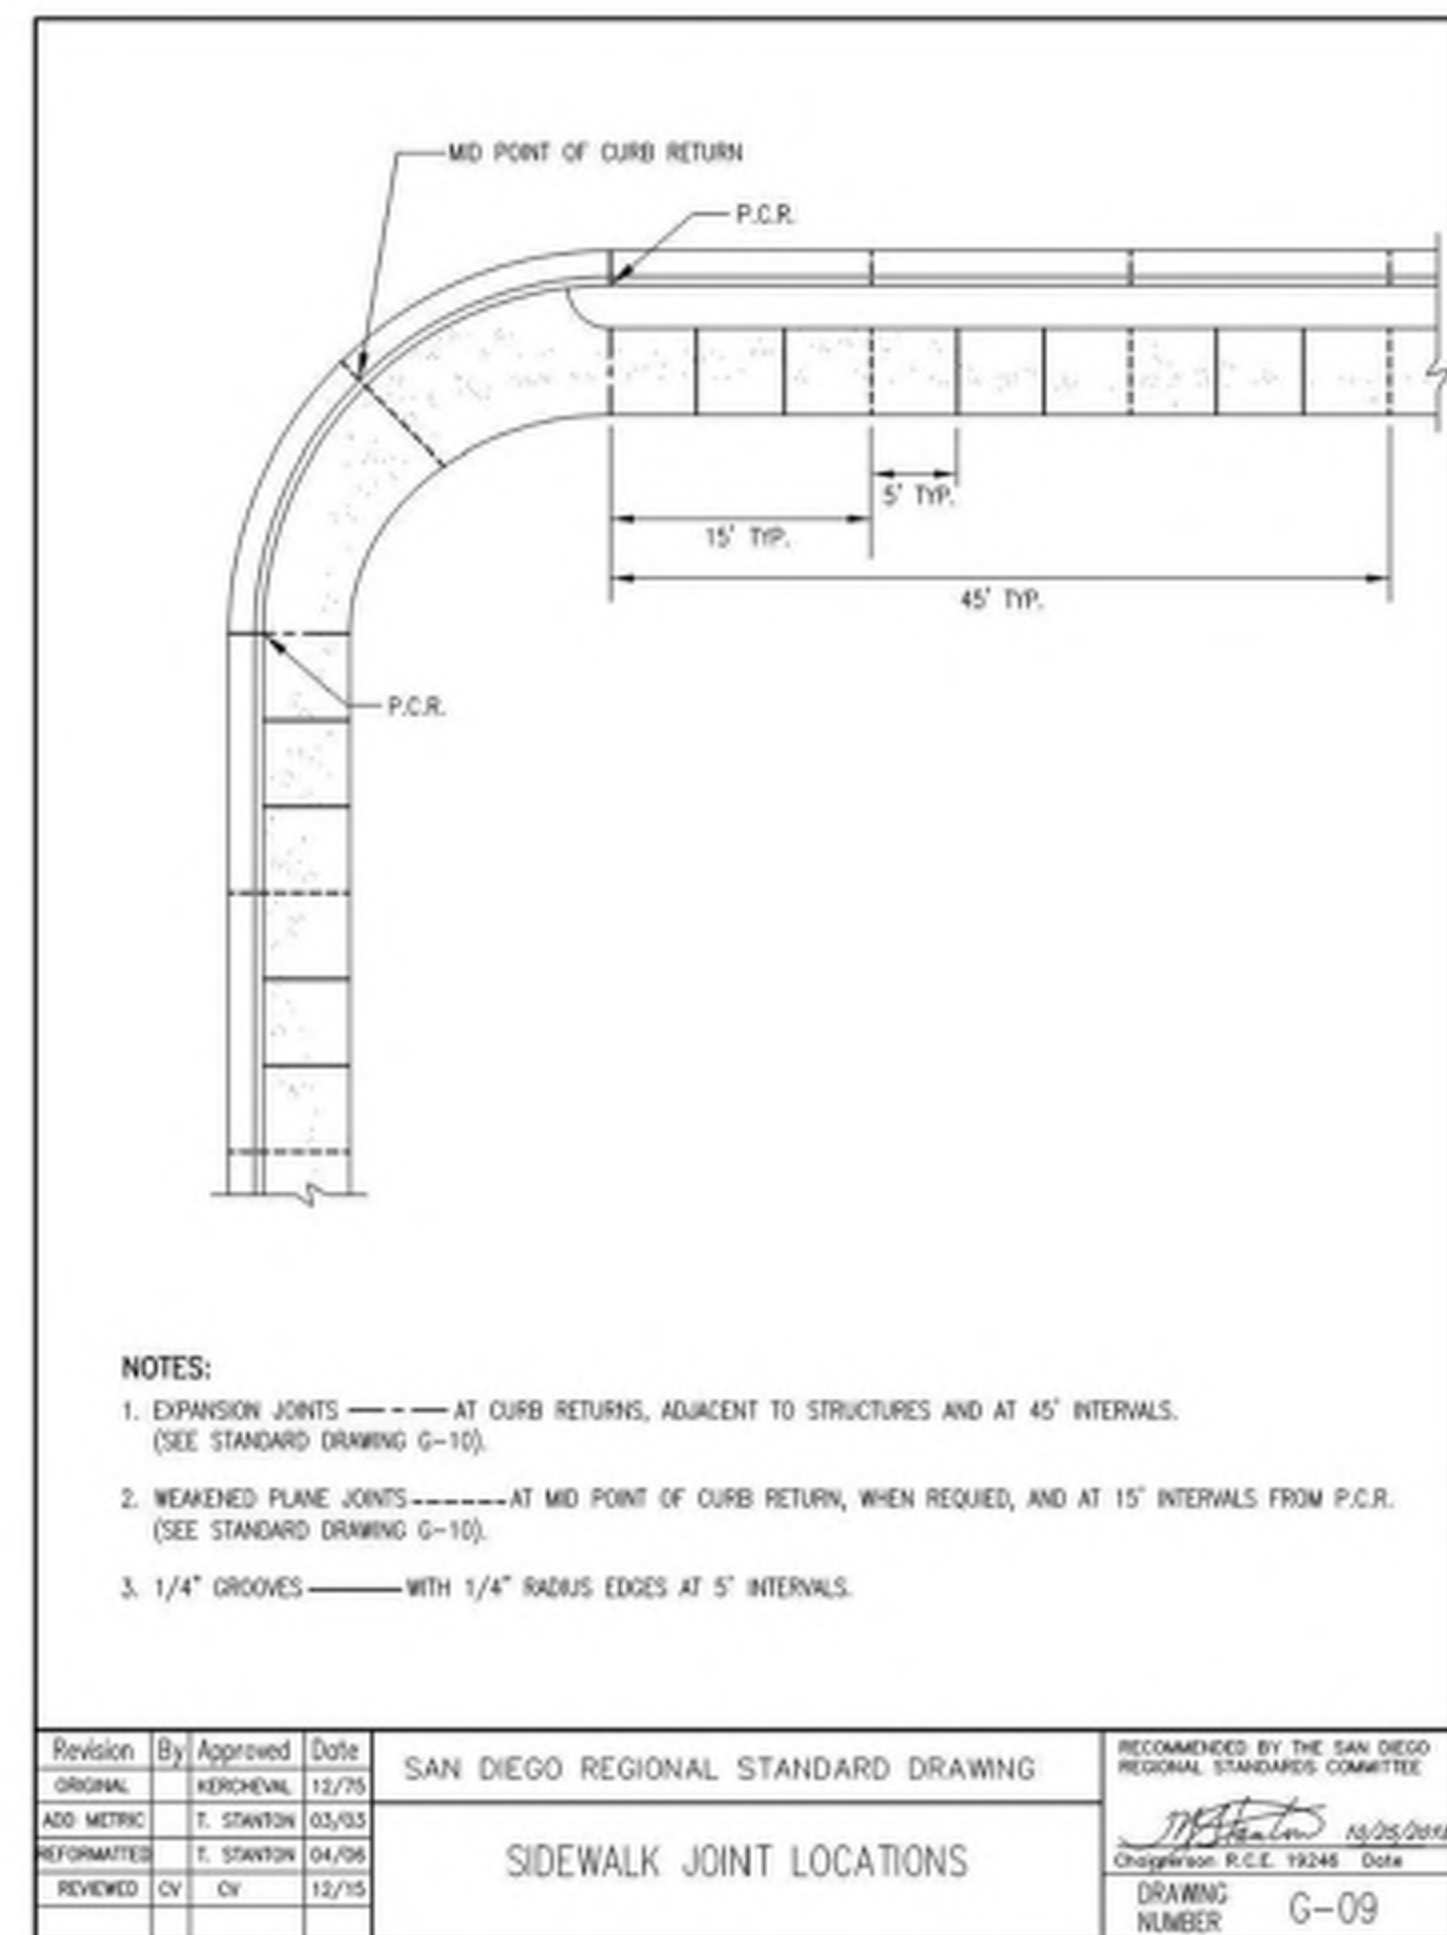 MID POINT OF CURB RETURN
P.C.R.
5' TYP.
15' TYP.
45' TYP.
P.C.R.
NOTES:
1. EXPANSION JOINTS AT CURB RETURNS, ADJACENT TO STRUCTURES AND AT 45' INTERVALS.
(SEE STANDARD DRAWING G-10).
2. WEAKENED PLANE JOINTS AT MID POINT OF CURB RETURN, WHEN REQUIED, AND AT 15' INTERVALS FROM P.C.R.
(SEE STANDARD DRAWING G-10).
3. 1/4" GROOVES WITH 1/4" RADIUS EDGES AT 5' INTERVALS.
Revision By Approved Date
ORIGINAL KERCHEVAL 12/75
ADD METRIC T. STANTON 03/03
REFORMATTED T. STANTON 04/06
REVIEWED CV CV 12/15
SAN DIEGO REGIONAL STANDARD DRAWING
SIDEWALK JOINT LOCATIONS
RECOMMENDED BY THE SAN DIEGO
REGIONAL STANDARDS COMMITTEE
Chairperson R.C.E. 19246 Date
DRAWING
NUMBER G-09